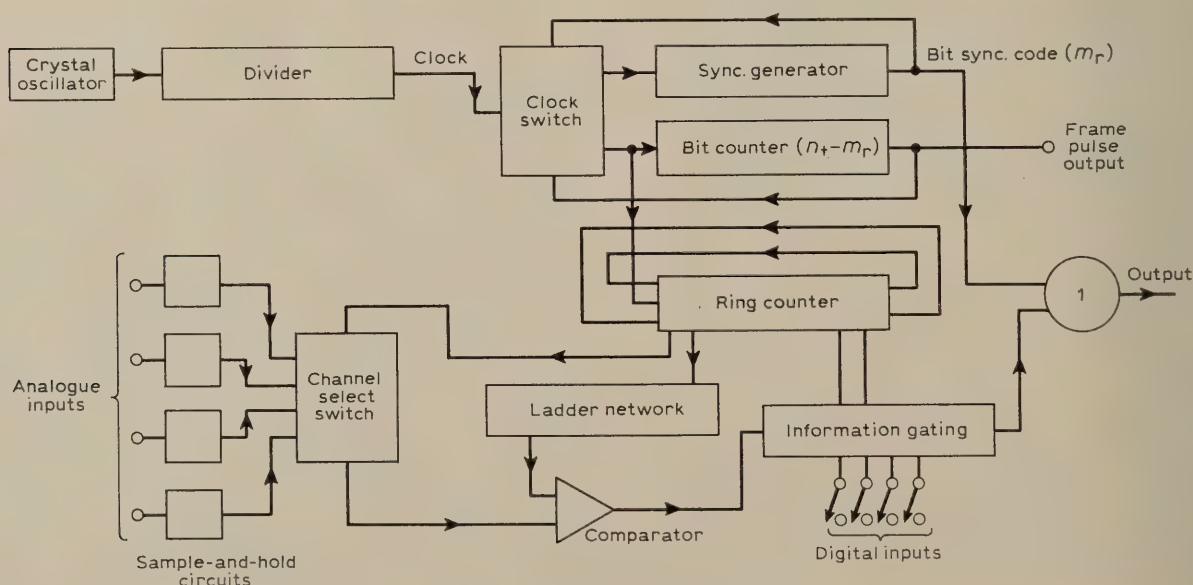 Crystal
oscillator
Divider
Clock
Clock
switch
Sync. generator
Bit sync. code (mᵣ)
Bit counter (n₊–mᵣ)
Frame
pulse
output
Ring counter
1
Output
Analogue
inputs
Channel
select
switch
Ladder network
Information gating
Comparator
Digital inputs
Sample-and-hold
circuits